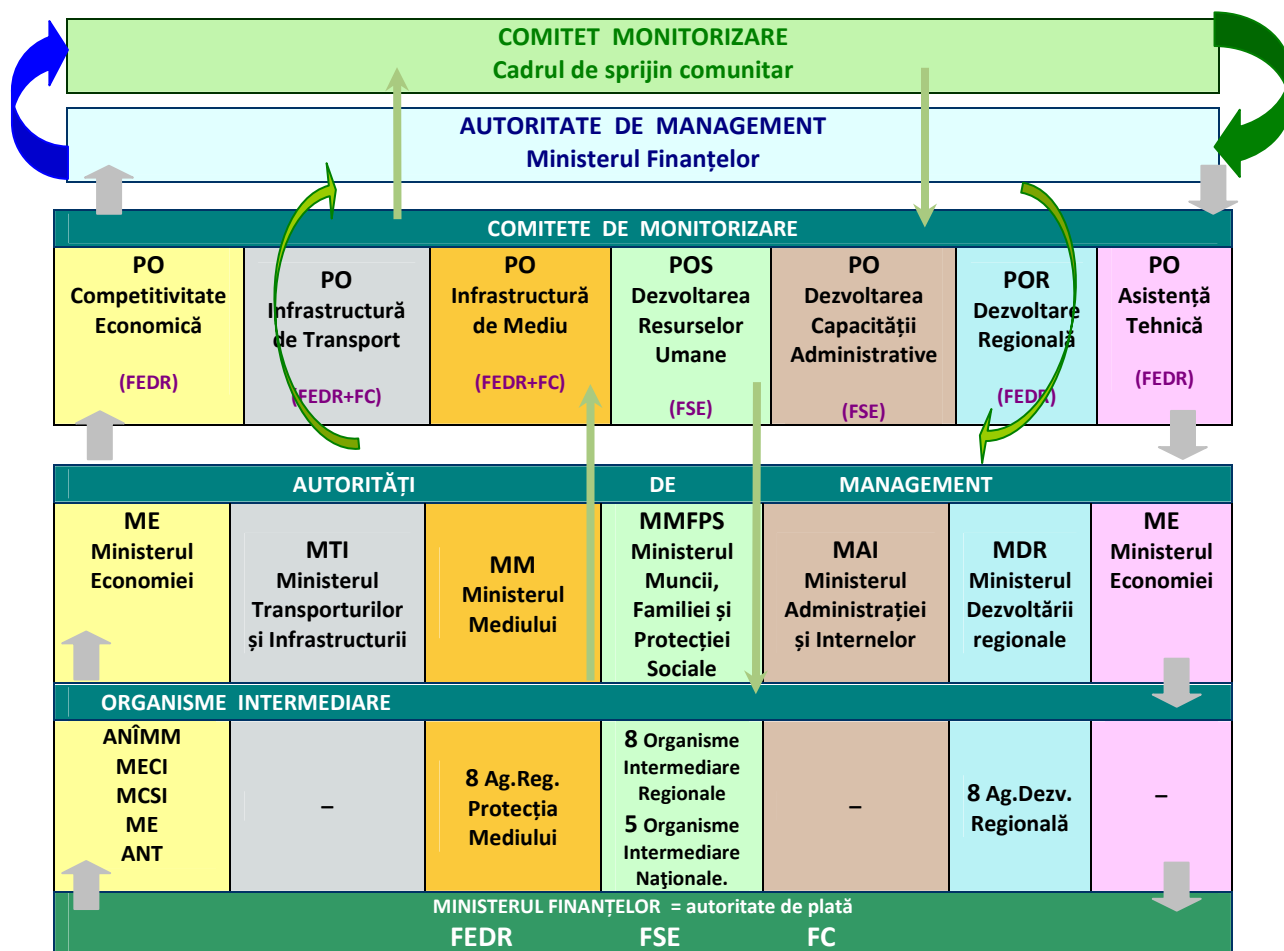 COMITET MONITORIZARE
Cadrul de sprijin comunitar
AUTORITATE DE MANAGEMENT
Ministerul Finanțelor
COMITETE DE MONITORIZARE
PO
Competitivitate
Economică
(FEDR)
PO
Infrastructură
de Transport
(FEDR+FC)
PO
Infrastructură
de Mediu
(FEDR+FC)
POS
Dezvoltarea
Resurselor
Umane
(FSE)
PO
Dezvoltarea
Capacității
Administrative
(FSE)
POR
Dezvoltare
Regională
(FEDR)
PO
Asistență
Tehnică
(FEDR)
AUTORITĂȚI DE MANAGEMENT
ME
Ministerul
Economiei
MTI
Ministerul
Transporturilor
și Infrastructurii
MM
Ministerul
Mediului
MMFPS
Ministerul
Muncii,
Familiei și
Protecției
Sociale
MAI
Ministerul
Administrației
și Internelor
MDR
Ministerul
Dezvoltării
regionale
ME
Ministerul
Economiei
ORGANISME INTERMEDIARE
ANÎMM
MECI
MCSI
ME
ANT
–
8 Ag.Reg.
Protecția
Mediului
8 Organisme
Intermediare
Regionale
5 Organisme
Intermediare
Naţionale.
–
8 Ag.Dezv.
Regională
–
MINISTERUL FINANȚELOR = autoritate de plată
FEDR FSE FC